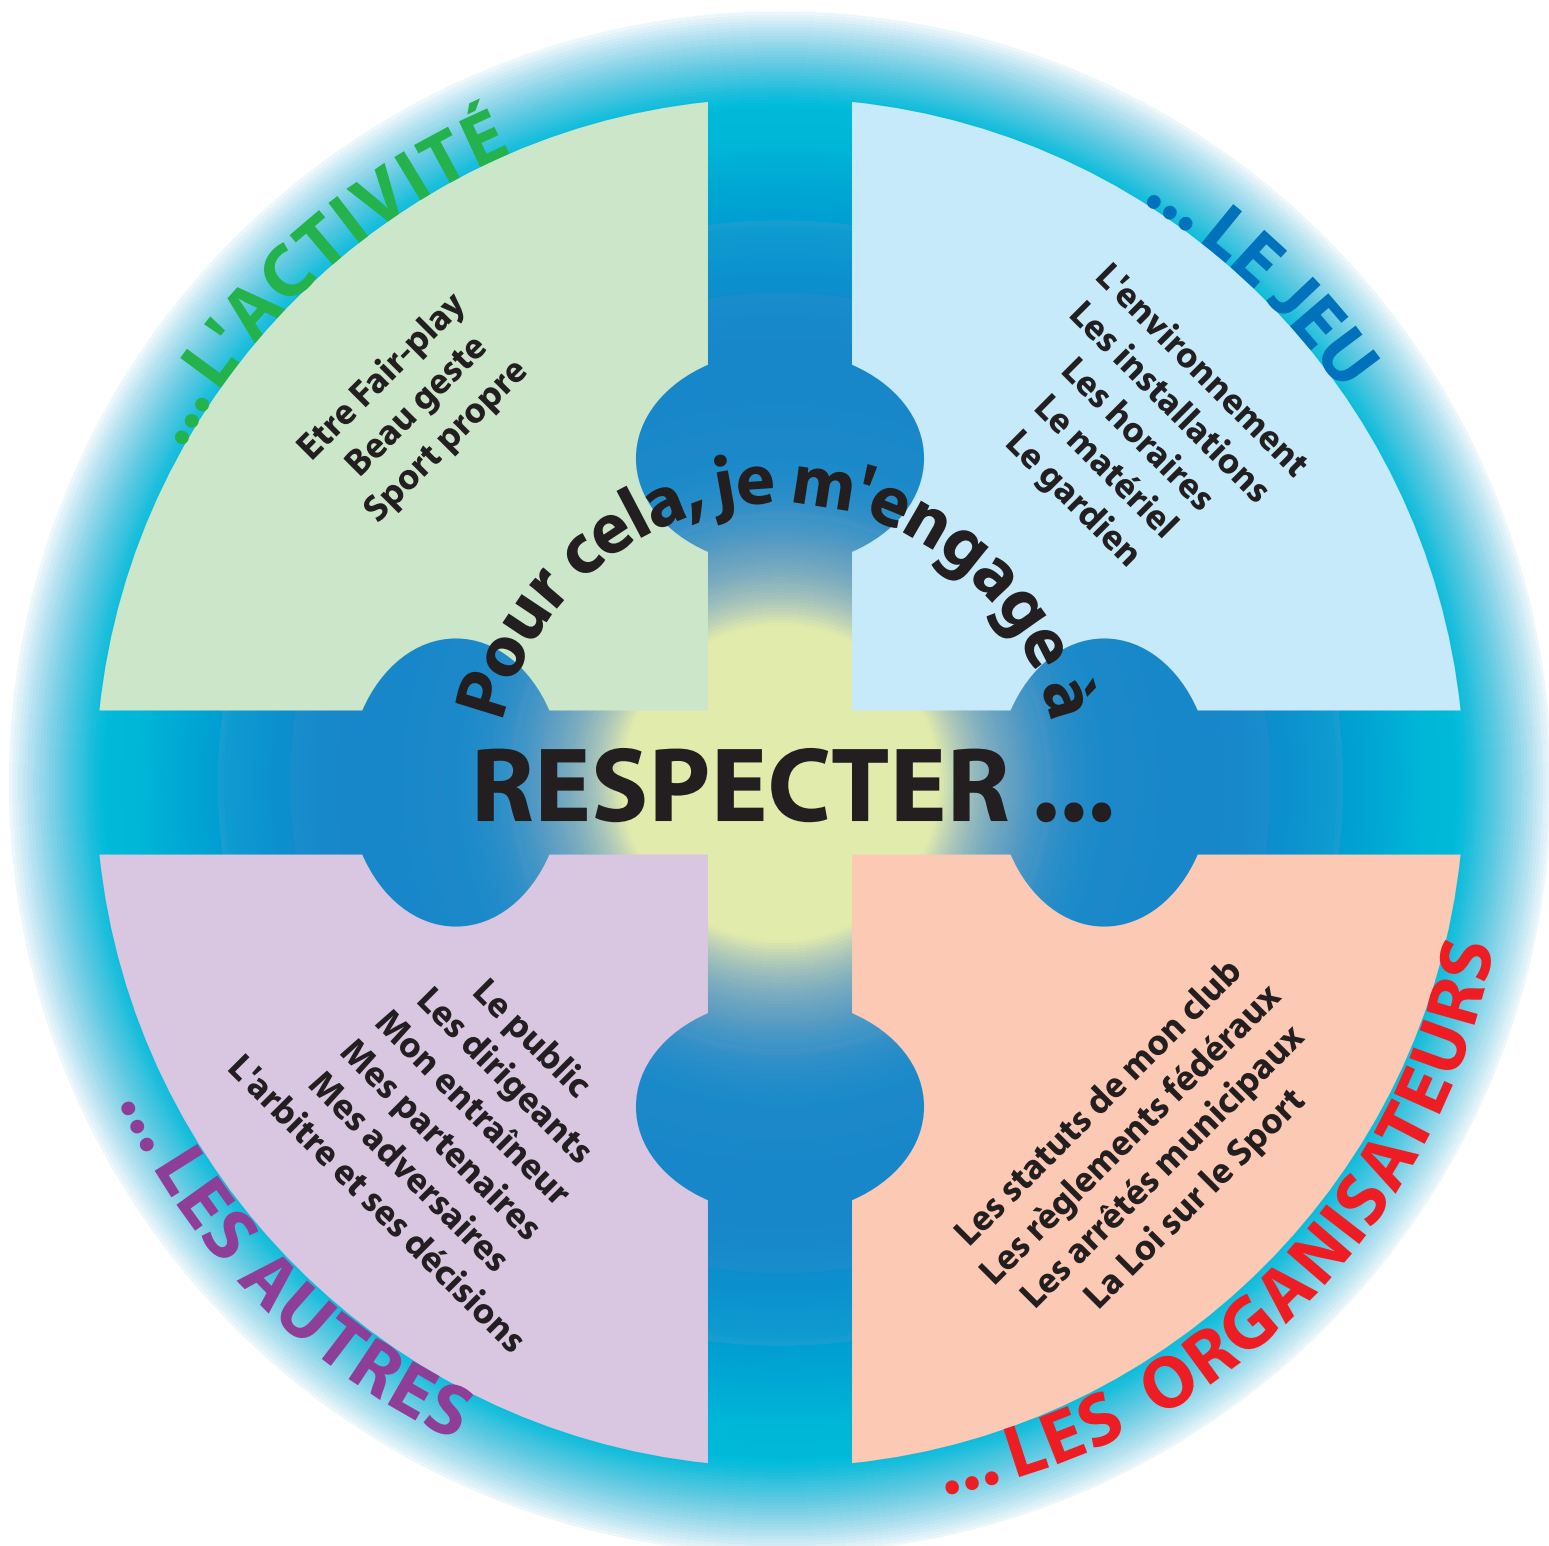 ... L'ACTIVITÉ
Etre Fair-play
Beau geste
Sport propre
... LE JEU
L'environnement
Les installations
Les horaires
Le matériel
Le gardien
Pour cela, je m'engage à
RESPECTER ...
... LES AUTRES
Le public
Les dirigeants
Mon entraîneur
Mes partenaires
Mes adversaires
L'arbitre et ses décisions
... LES ORGANISATEURS
Les statuts de mon club
Les règlements fédéraux
Les arrêtés municipaux
La Loi sur le Sport